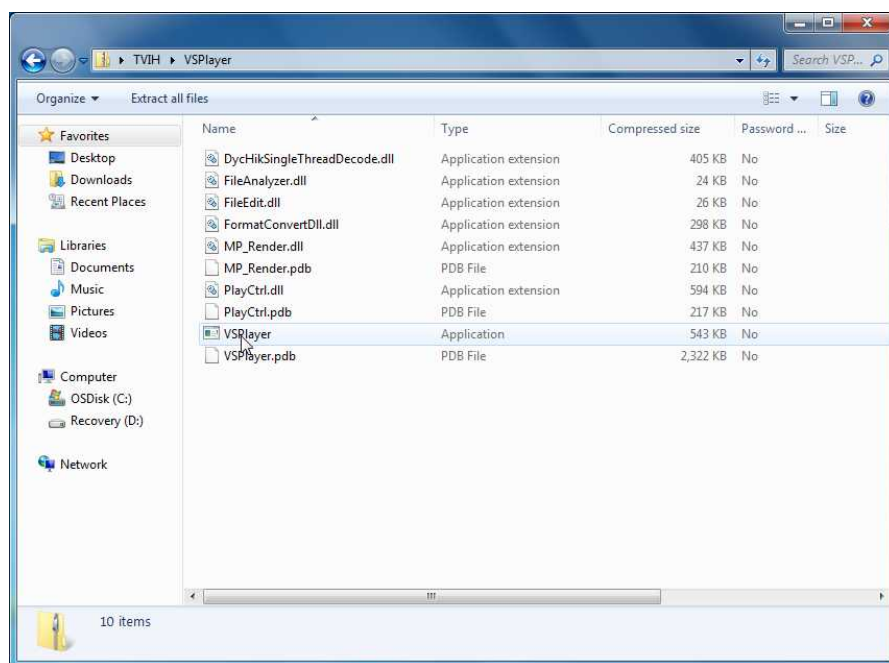 TVIH VSPlayer Search VSP...
Organize Extract all files
Favorites
Desktop
Downloads
Recent Places
Libraries
Documents
Music
Pictures
Videos
Computer
OSDisk (C:)
Recovery (D:)
Network
Name Type Compressed size Password ... Size
DycHikSingleThreadDecode.dll Application extension 405 KB No
FileAnalyzer.dll Application extension 24 KB No
FileEdit.dll Application extension 26 KB No
FormatConvertDll.dll Application extension 298 KB No
MP_Render.dll Application extension 437 KB No
MP_Render.pdb PDB File 210 KB No
PlayCtrl.dll Application extension 594 KB No
PlayCtrl.pdb PDB File 217 KB No
VSPlayer Application 543 KB No
VSPlayer.pdb PDB File 2,322 KB No
10 items